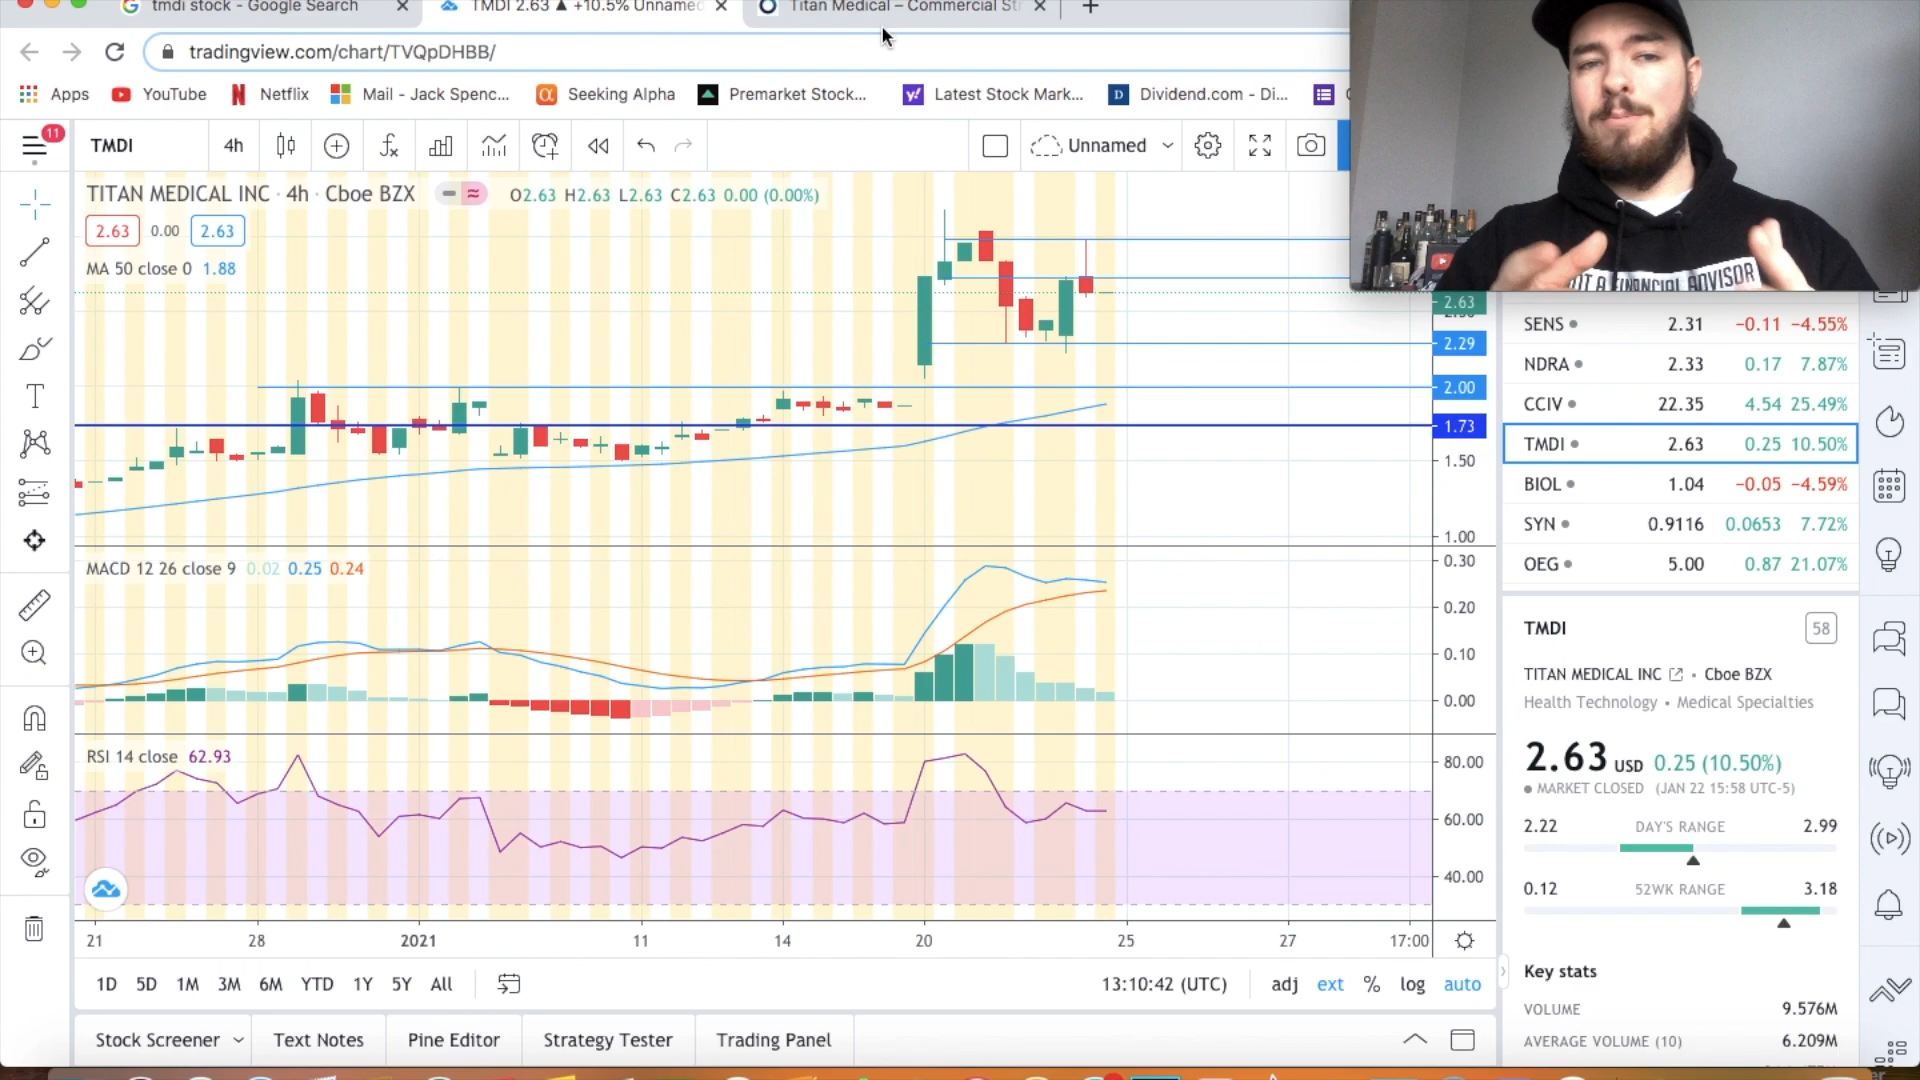 tmdi stock - Google Search
TMDI 2.63 ▲ +10.5% Unnamed
Titan Medical – Commercial St
tradingview.com/chart/TVQpDHBB/
Apps
YouTube
Netflix
Mail - Jack Spenc...
Seeking Alpha
Premarket Stock...
Latest Stock Mark...
Dividend.com - Di...
11
TMDI
4h
Unnamed
TITAN MEDICAL INC · 4h · Cboe BZX
O2.63 H2.63 L2.63 C2.63 0.00 (0.00%)
2.63 0.00 2.63
MA 50 close 0 1.88
2.63
2.29
2.00
1.73
1.50
1.00
MACD 12 26 close 9 0.02 0.25 0.24
0.30
0.20
0.10
0.00
RSI 14 close 62.93
80.00
60.00
40.00
21 28 2021 11 14 20 25 27 17:00
1D 5D 1M 3M 6M YTD 1Y 5Y All
13:10:42 (UTC)
adj ext % log auto
Stock Screener
Text Notes
Pine Editor
Strategy Tester
Trading Panel
A FINANCIAL ADVISOR
SENS 2.31 −0.11 −4.55%
NDRA 2.33 0.17 7.87%
CCIV 22.35 4.54 25.49%
TMDI 2.63 0.25 10.50%
BIOL 1.04 −0.05 −4.59%
SYN 0.9116 0.0653 7.72%
OEG 5.00 0.87 21.07%
TMDI
58
TITAN MEDICAL INC • Cboe BZX
Health Technology • Medical Specialties
2.63 USD 0.25 (10.50%)
MARKET CLOSED (JAN 22 15:58 UTC-5)
2.22 DAY'S RANGE 2.99
0.12 52WK RANGE 3.18
Key stats
VOLUME 9.576M
AVERAGE VOLUME (10) 6.209M